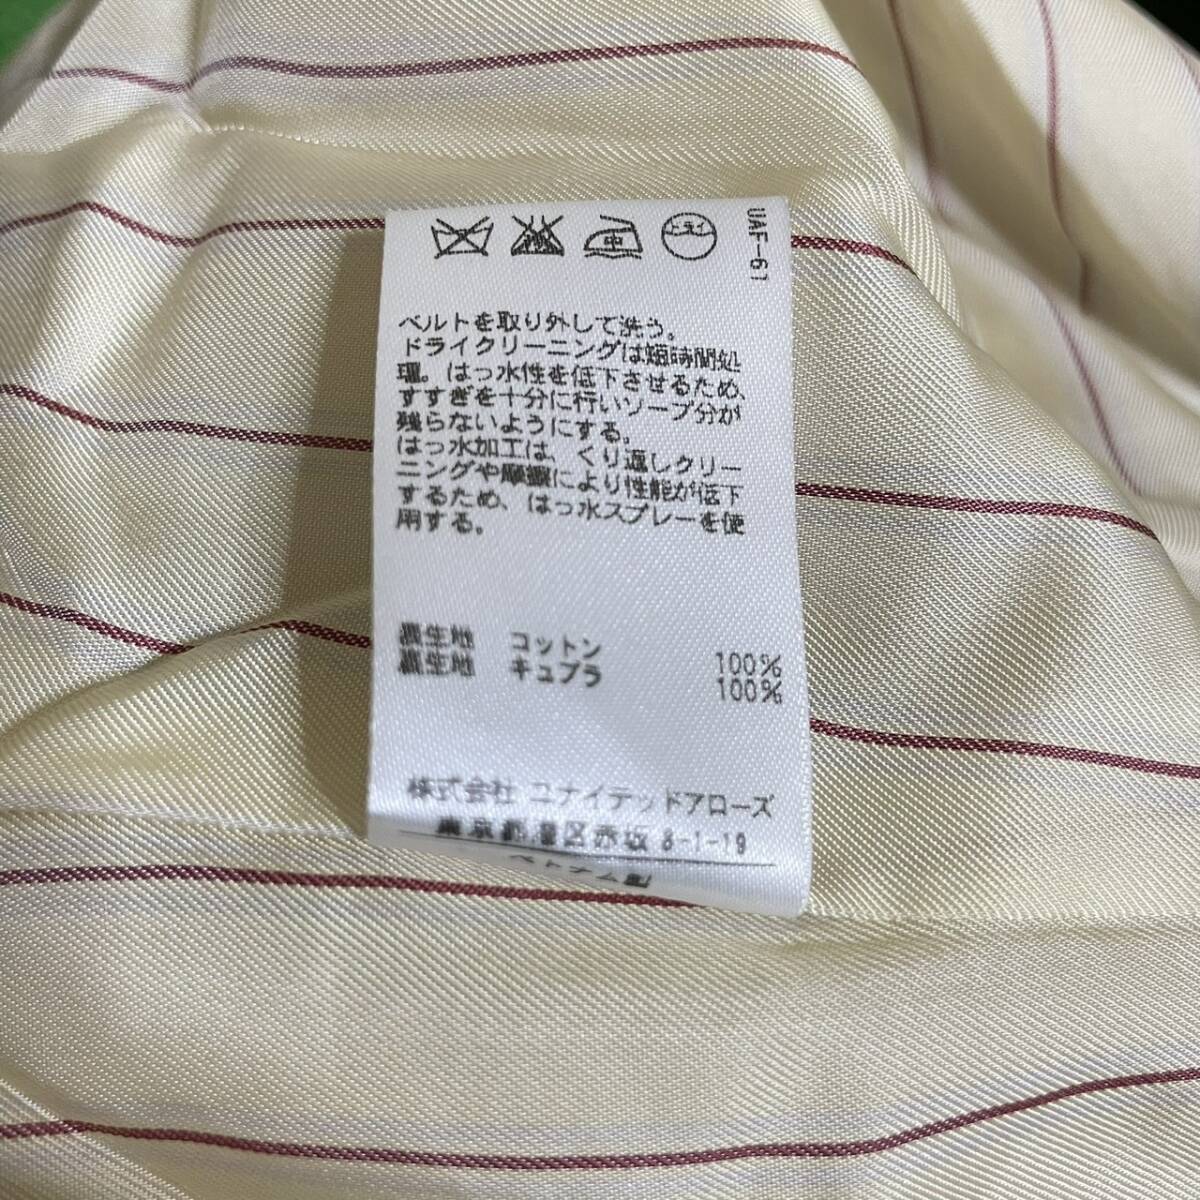 UAF-61
中
ドライ
ベルトを取り外して洗う。
ドライクリーニングは短時間処
理。はっ水性を低下させるため、
すすぎを十分に行いソープ分が
残らないようにする。
はっ水加工は、くり返しクリー
ニングや摩擦により性能が低下
するため、はっ水スプレーを使
用する。
生地 コットン 100%
裏生地 キュプラ 100%
株式会社 ユナイテッドアローズ
東京都港区赤坂 8-1-19
ベトナム製